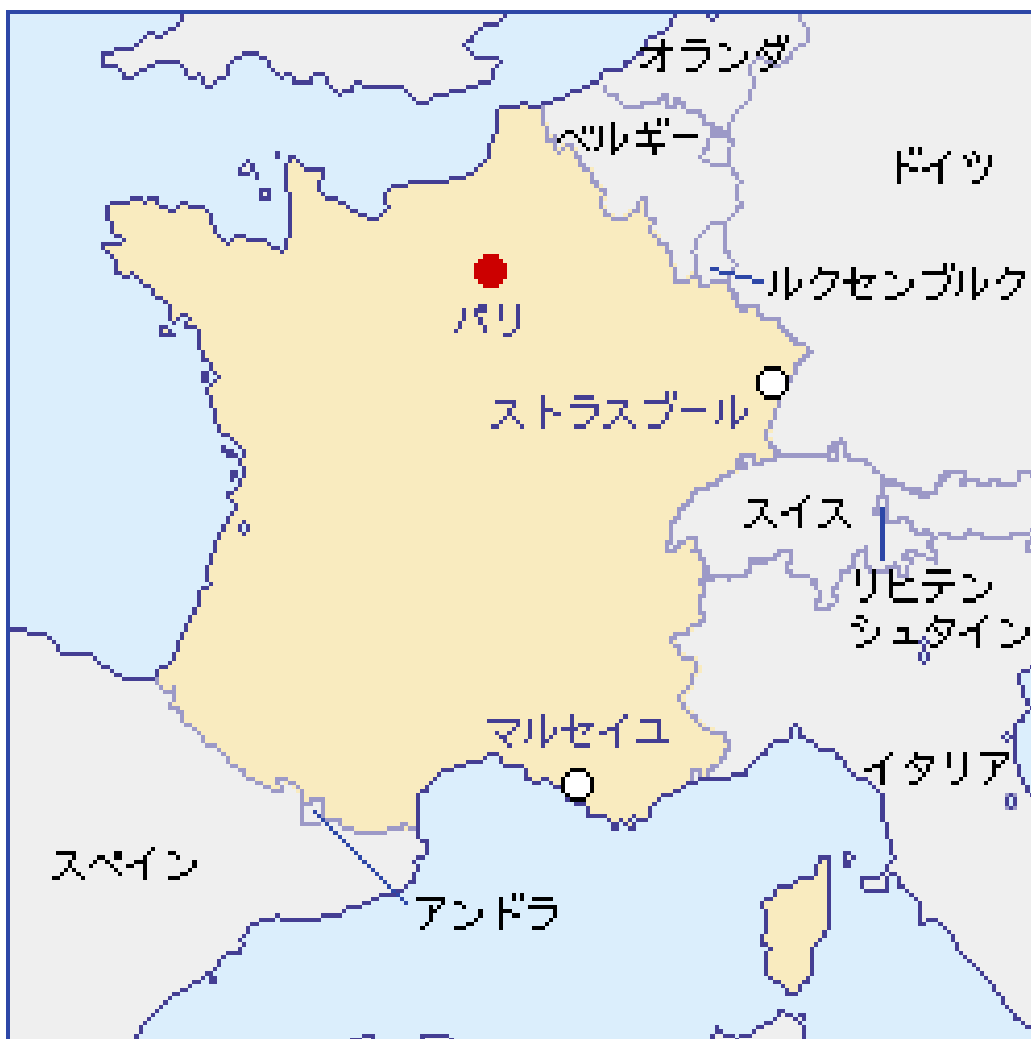 オランダ
ベルギー
ドイツ
ルクセンブルク
パリ
ストラスブール
スイス
リヒテン
シュタイン
マルセイユ
イタリア
スペイン
アンドラ